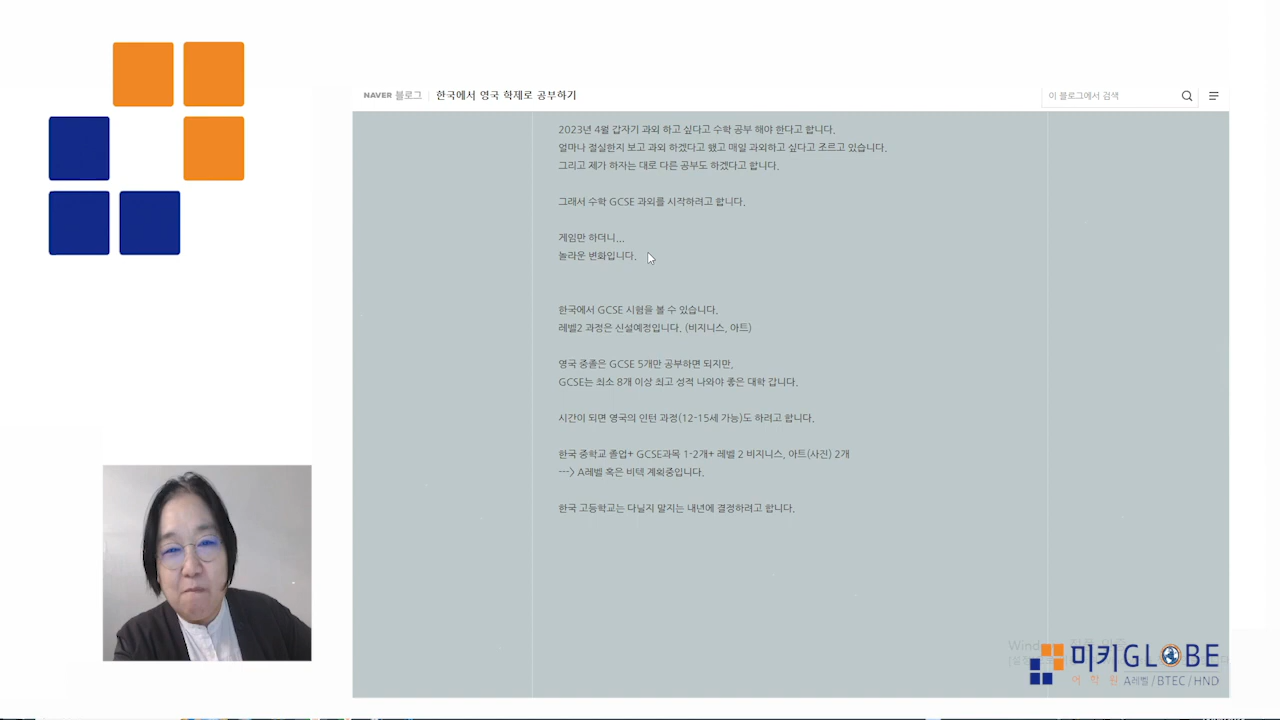 NAVER 블로그 | 한국에서 영국 학제로 공부하기
이 블로그에서 검색
2023년 4월 갑자기 과외 하고 싶다고 수학 공부 해야 한다고 합니다.
얼마나 절실한지 보고 과외 하겠다고 했고 매일 과외하고 싶다고 조르고 있습니다.
그리고 제가 하자는 대로 다른 공부도 하겠다고 합니다.
그래서 수학 GCSE 과외를 시작하려고 합니다.
게임만 하더니...
놀라운 변화입니다.
한국에서 GCSE 시험을 볼 수 있습니다.
레벨2 과정은 신설예정입니다. (비지니스, 아트)
영국 중졸은 GCSE 5개만 공부하면 되지만,
GCSE는 최소 8개 이상 최고 성적 나와야 좋은 대학 갑니다.
시간이 되면 영국의 인턴 과정(12-15세 가능)도 하려고 합니다.
한국 중학교 졸업+ GCSE과목 1-2개+ 레벨 2 비지니스, 아트(사진) 2개
---> A레벨 혹은 비텍 계획중입니다.
한국 고등학교는 다닐지 말지는 내년에 결정하려고 합니다.
미키GLOBE
어학원 A레벨/BTEC/HND